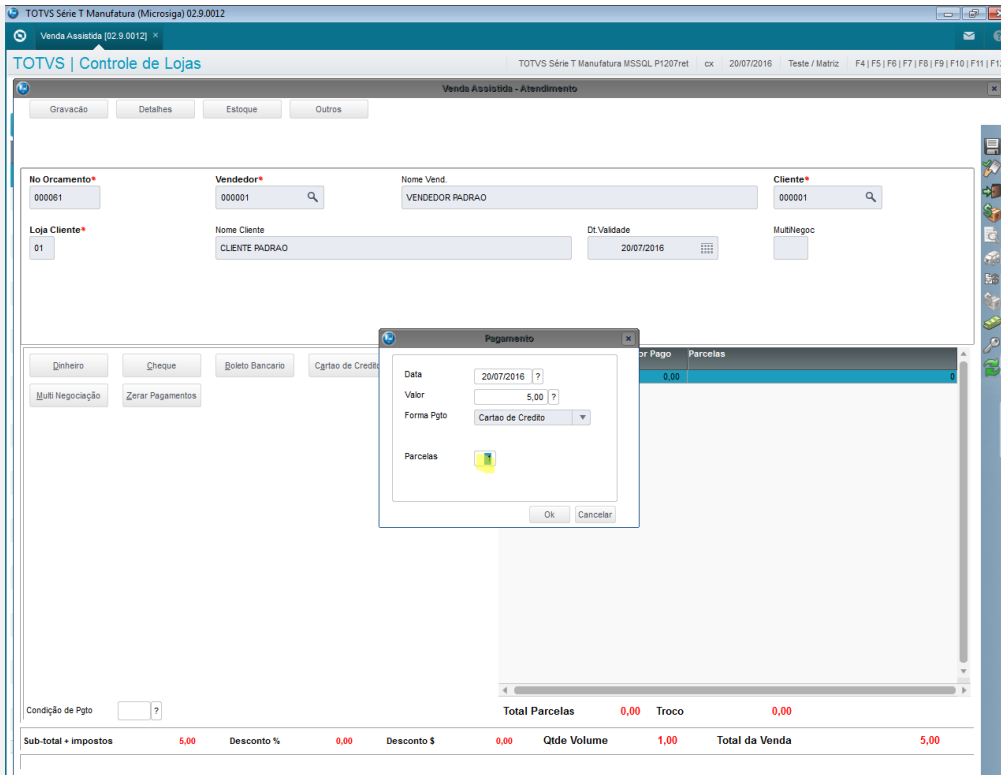 TOTVS Série T Manufatura (Microsiga) 02.9.0012
Venda Assistida [02.9.0012] ×
TOTVS | Controle de Lojas
TOTVS Série T Manufatura MSSQL P1207ret cx 20/07/2016 Teste / Matriz F4 | F5 | F6 | F7 | F8 | F9 | F10 | F11 | F12
Venda Assistida - Atendimento
Gravacão Detalhes Estoque Outros
No Orcamento* Vendedor* Nome Vend. Cliente*
000061 000001 VENDEDOR PADRAO 000001
Loja Cliente* Nome Cliente Dt.Validade MultiNegoc
01 CLIENTE PADRAO 20/07/2016
Pagamento
or Pago Parcelas
Dinheiro Cheque Boleto Bancario Cartao de Credito
0,00 0
Multi Negociação Zerar Pagamentos
Data 20/07/2016 ?
Valor 5,00 ?
Forma Pgto Cartao de Credito
Parcelas 1
Ok Cancelar
Condição de Pgto ?
Total Parcelas 0,00 Troco 0,00
Sub-total + impostos 5,00 Desconto % 0,00 Desconto $ 0,00 Qtde Volume 1,00 Total da Venda 5,00